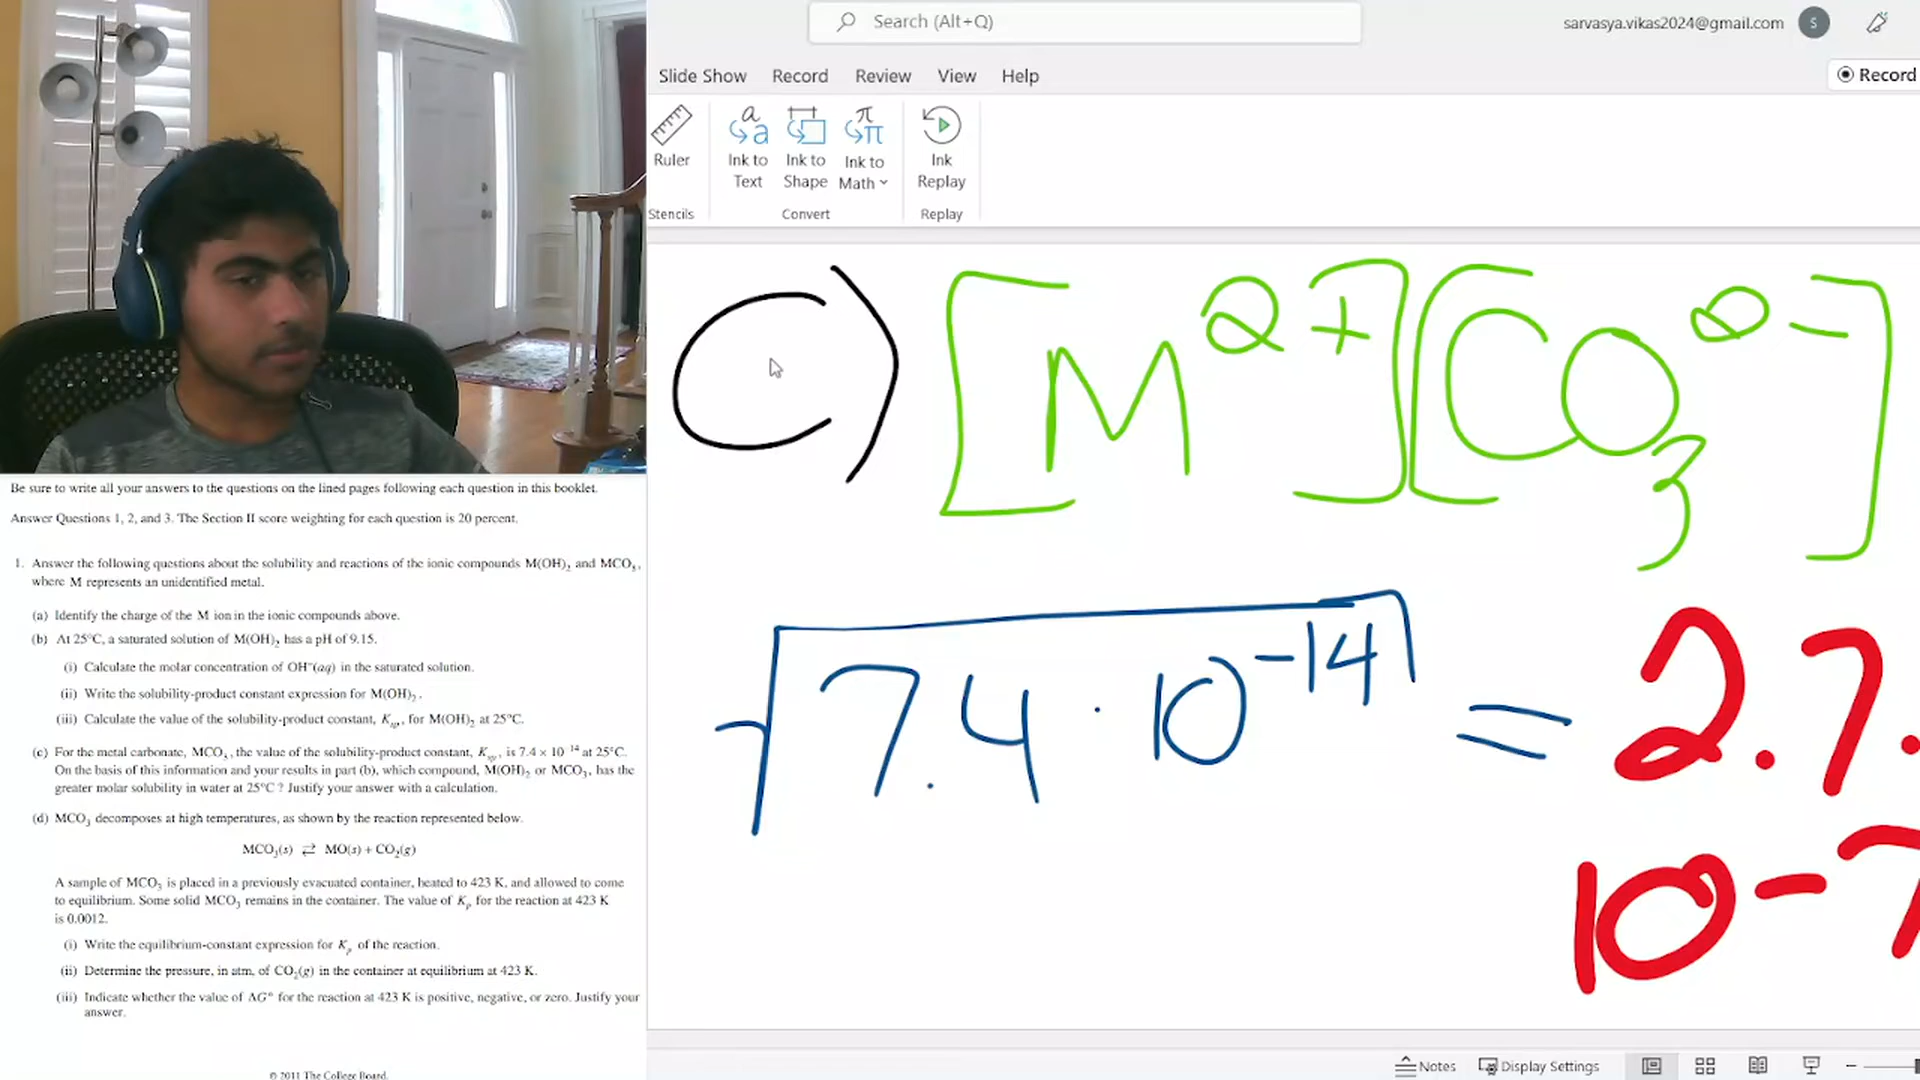 Search (Alt+Q)
sarvasya.vikas2024@gmail.com
S
Slide Show Record Review View Help
Record
Ruler
Ink to Text
Ink to Shape
Ink to Math
Ink Replay
Stencils
Convert
Replay
C) [M²⁺][CO₃²⁻]
√7.4 · 10⁻¹⁴ = 2.7.
10-7
Be sure to write all your answers to the questions on the lined pages following each question in this booklet.
Answer Questions 1, 2, and 3. The Section II score weighting for each question is 20 percent.
1. Answer the following questions about the solubility and reactions of the ionic compounds M(OH)₂ and MCO₃,
where M represents an unidentified metal.
(a) Identify the charge of the M ion in the ionic compounds above.
(b) At 25°C, a saturated solution of M(OH)₂ has a pH of 9.15.
(i) Calculate the molar concentration of OH⁻(aq) in the saturated solution.
(ii) Write the solubility-product constant expression for M(OH)₂.
(iii) Calculate the value of the solubility-product constant, Ksp, for M(OH)₂ at 25°C.
(c) For the metal carbonate, MCO₃, the value of the solubility-product constant, Ksp, is 7.4 × 10⁻¹⁴ at 25°C.
On the basis of this information and your results in part (b), which compound, M(OH)₂ or MCO₃, has the
greater molar solubility in water at 25°C ? Justify your answer with a calculation.
(d) MCO₃ decomposes at high temperatures, as shown by the reaction represented below.
MCO₃(s) ⇄ MO(s) + CO₂(g)
A sample of MCO₃ is placed in a previously evacuated container, heated to 423 K, and allowed to come
to equilibrium. Some solid MCO₃ remains in the container. The value of Kp for the reaction at 423 K
is 0.0012.
(i) Write the equilibrium-constant expression for Kp of the reaction.
(ii) Determine the pressure, in atm, of CO₂(g) in the container at equilibrium at 423 K.
(iii) Indicate whether the value of ΔG° for the reaction at 423 K is positive, negative, or zero. Justify your
answer.
© 2011 The College Board.
Notes Display Settings